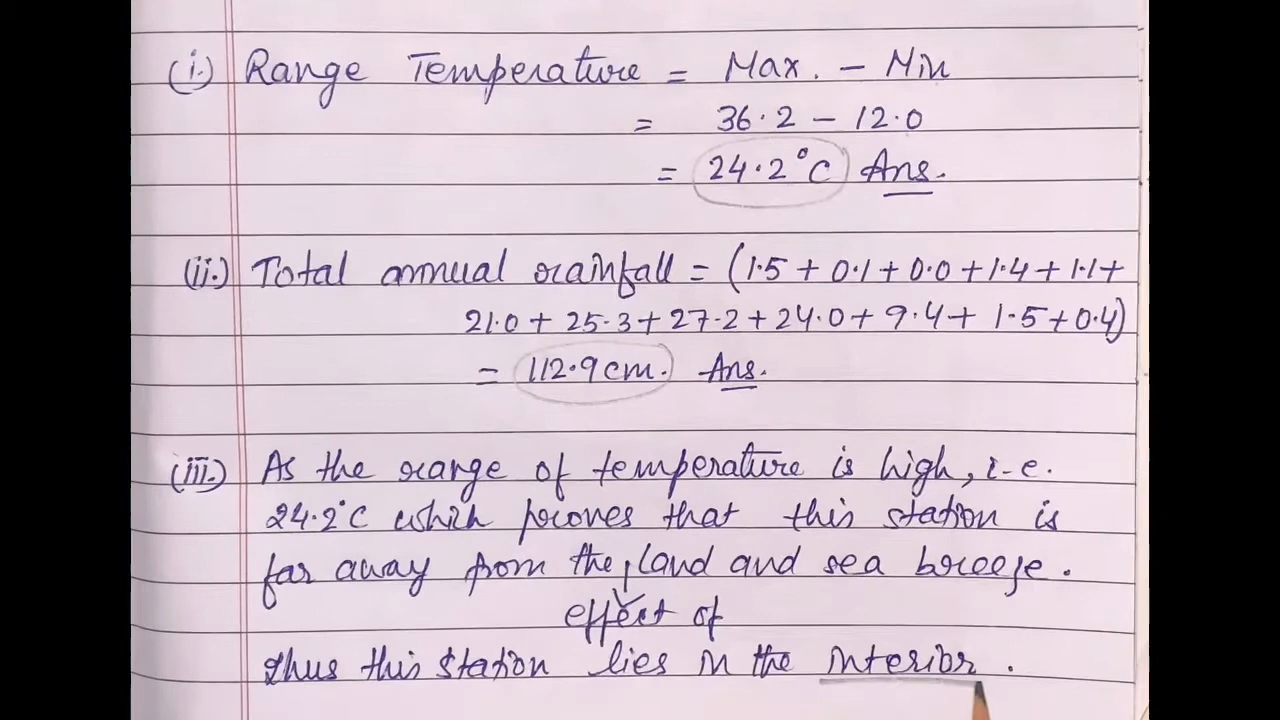 (i.) Range Temperature = Max. - Min
= 36.2 - 12.0
= 24.2°C Ans.
(ii.) Total annual rainfall = (1.5 + 0.1 + 0.0 + 1.4 + 1.1 +
21.0 + 25.3 + 27.2 + 24.0 + 9.4 + 1.5 + 0.4)
= 112.9 cm. Ans.
(iii.) As the range of temperature is high, i-e.
24.2°C which proves that this station is
far away from the land and sea breeze.
effect of
Thus this station lies in the interior.